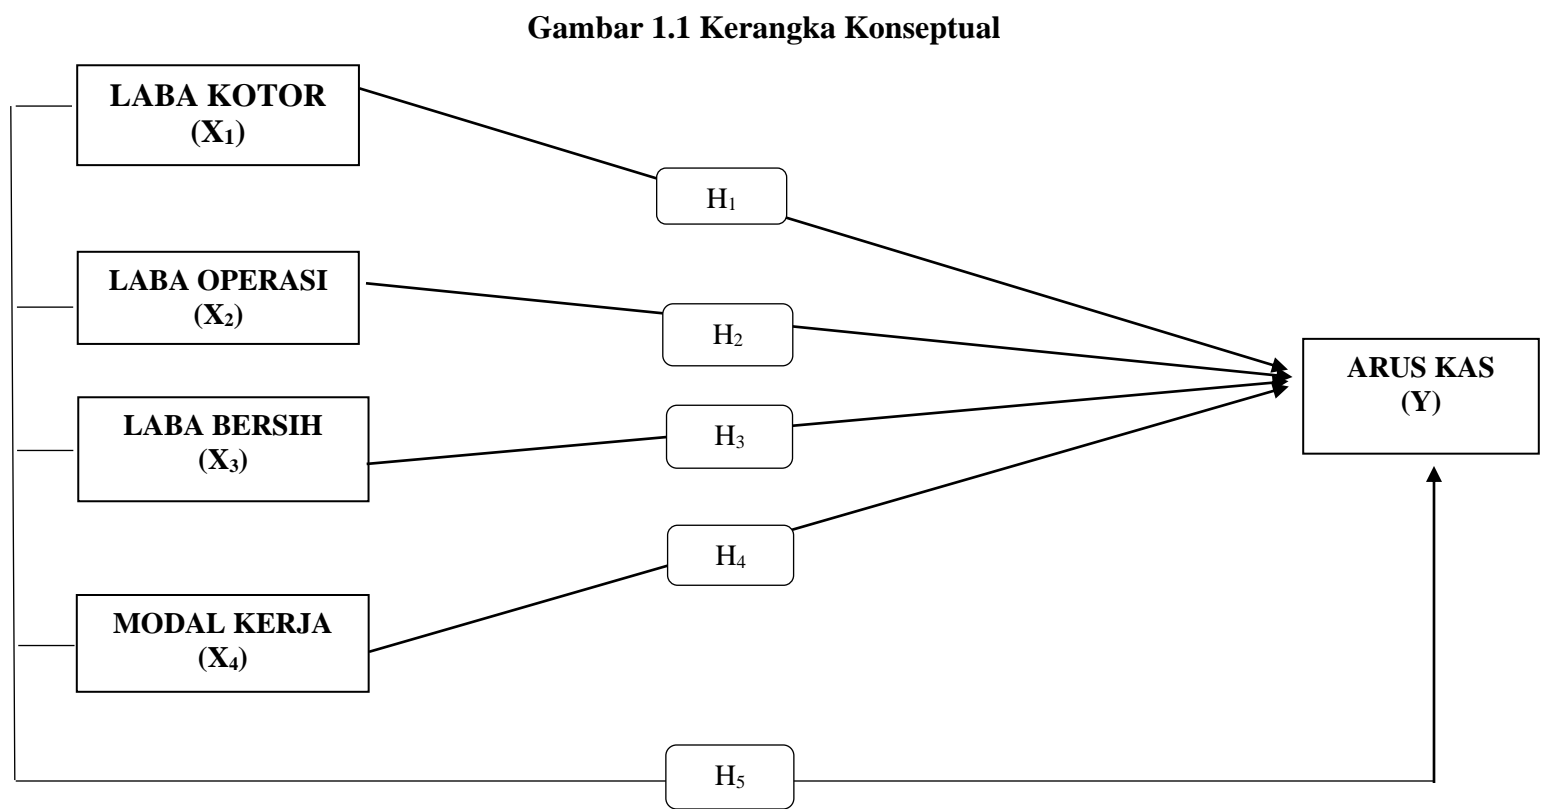 Gambar 1.1 Kerangka Konseptual
LABA KOTOR
(X₁)
H₁
LABA OPERASI
(X₂)
H₂
ARUS KAS
(Y)
LABA BERSIH
(X₃)
H₃
H₄
MODAL KERJA
(X₄)
H₅